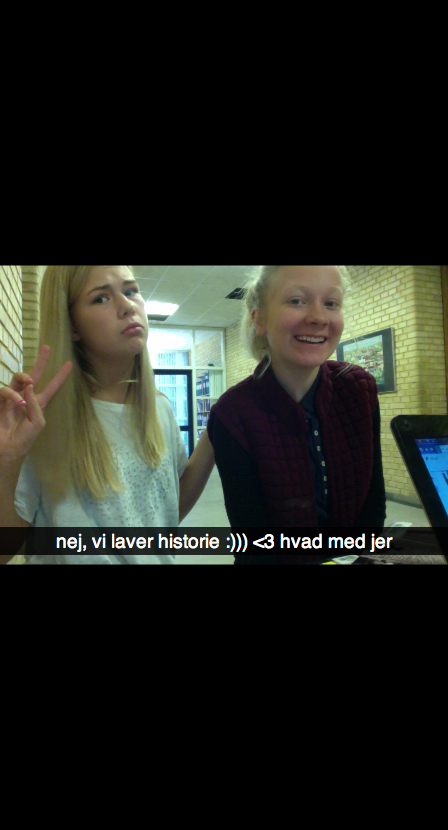 nej, vi laver historie :))) <3 hvad med jer